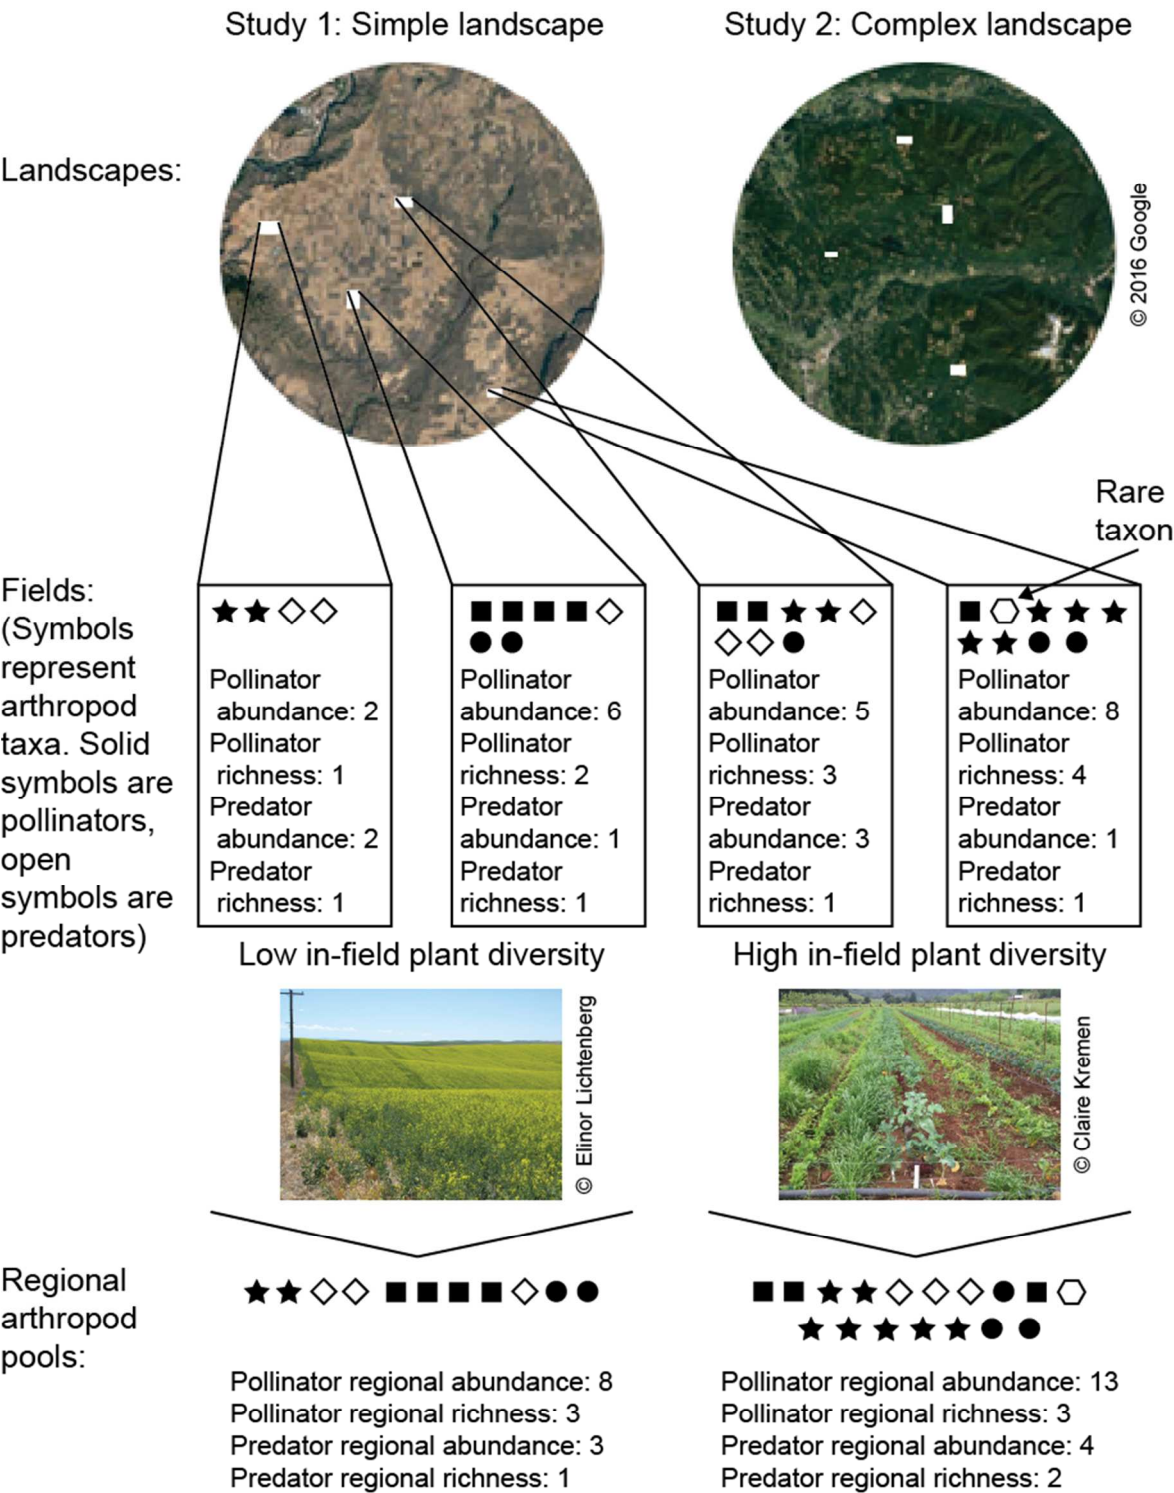 Study 1: Simple landscape
Study 2: Complex landscape
Landscapes:
© 2016 Google
Rare
taxon
Fields:
(Symbols
represent
arthropod
taxa. Solid
symbols are
pollinators,
open
symbols are
predators)
Pollinator
abundance: 2
Pollinator
richness: 1
Predator
abundance: 2
Predator
richness: 1
Pollinator
abundance: 6
Pollinator
richness: 2
Predator
abundance: 1
Predator
richness: 1
Pollinator
abundance: 5
Pollinator
richness: 3
Predator
abundance: 3
Predator
richness: 1
Pollinator
abundance: 8
Pollinator
richness: 4
Predator
abundance: 1
Predator
richness: 1
Low in-field plant diversity
High in-field plant diversity
© Elinor Lichtenberg
© Claire Kremen
Regional
arthropod
pools:
Pollinator regional abundance: 8
Pollinator regional richness: 3
Predator regional abundance: 3
Predator regional richness: 1
Pollinator regional abundance: 13
Pollinator regional richness: 3
Predator regional abundance: 4
Predator regional richness: 2